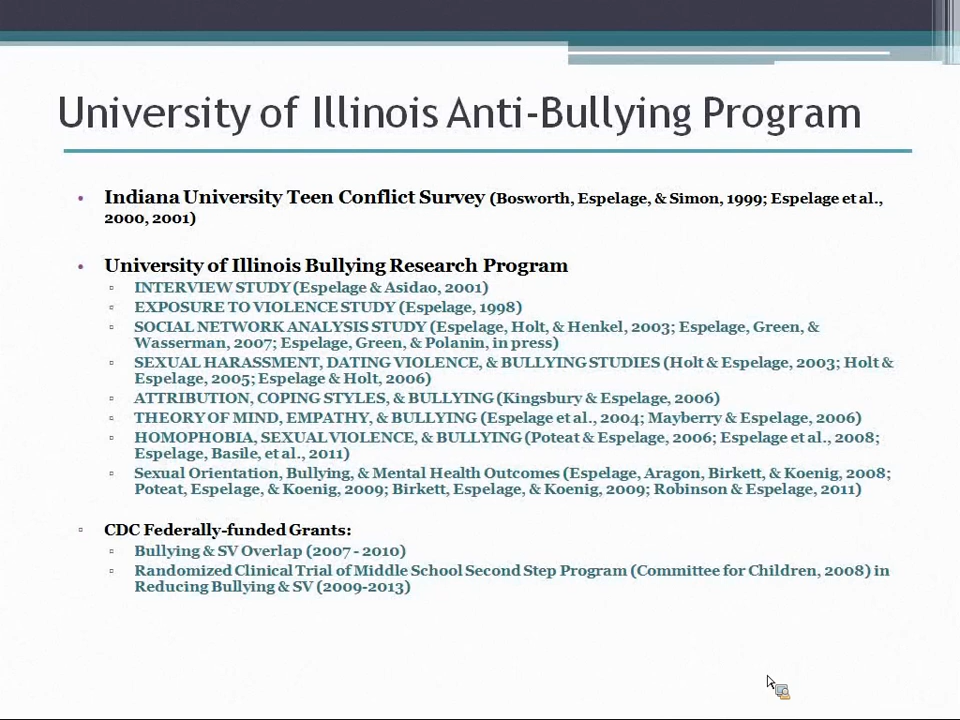 University of Illinois Anti-Bullying Program
• Indiana University Teen Conflict Survey (Bosworth, Espelage, & Simon, 1999; Espelage et al.,
2000, 2001)
• University of Illinois Bullying Research Program
▫ INTERVIEW STUDY (Espelage & Asidao, 2001)
▫ EXPOSURE TO VIOLENCE STUDY (Espelage, 1998)
▫ SOCIAL NETWORK ANALYSIS STUDY (Espelage, Holt, & Henkel, 2003; Espelage, Green, &
Wasserman, 2007; Espelage, Green, & Polanin, in press)
▫ SEXUAL HARASSMENT, DATING VIOLENCE, & BULLYING STUDIES (Holt & Espelage, 2003; Holt &
Espelage, 2005; Espelage & Holt, 2006)
▫ ATTRIBUTION, COPING STYLES, & BULLYING (Kingsbury & Espelage, 2006)
▫ THEORY OF MIND, EMPATHY, & BULLYING (Espelage et al., 2004; Mayberry & Espelage, 2006)
▫ HOMOPHOBIA, SEXUAL VIOLENCE, & BULLYING (Poteat & Espelage, 2006; Espelage et al., 2008;
Espelage, Basile, et al., 2011)
▫ Sexual Orientation, Bullying, & Mental Health Outcomes (Espelage, Aragon, Birkett, & Koenig, 2008;
Poteat, Espelage, & Koenig, 2009; Birkett, Espelage, & Koenig, 2009; Robinson & Espelage, 2011)
▫ CDC Federally-funded Grants:
▫ Bullying & SV Overlap (2007 - 2010)
▫ Randomized Clinical Trial of Middle School Second Step Program (Committee for Children, 2008) in
Reducing Bullying & SV (2009-2013)